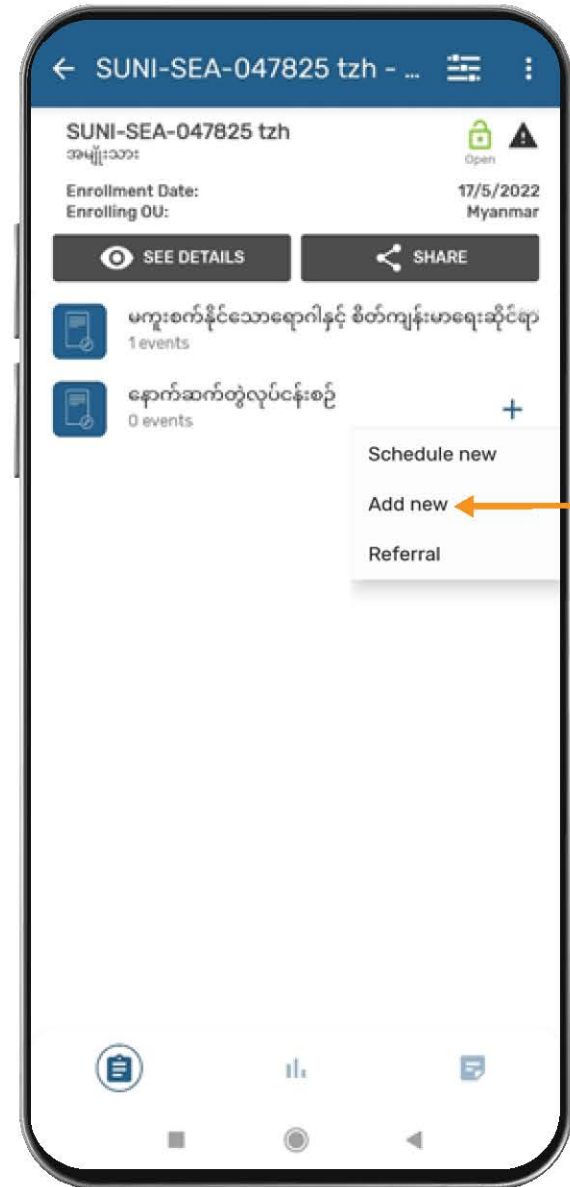 SUNI-SEA-047825 tzh - ...
SUNI-SEA-047825 tzh
အမျိုးသား
Open
Enrollment Date:
17/5/2022
Enrolling OU:
Myanmar
SEE DETAILS
SHARE
မကူးစက်နိုင်သောရောဂါနှင့် စိတ်ကျန်းမာရေးဆိုင်ရာ
1 events
နောက်ဆက်တွဲလုပ်ငန်းစဉ်
0 events
Schedule new
Add new
Referral